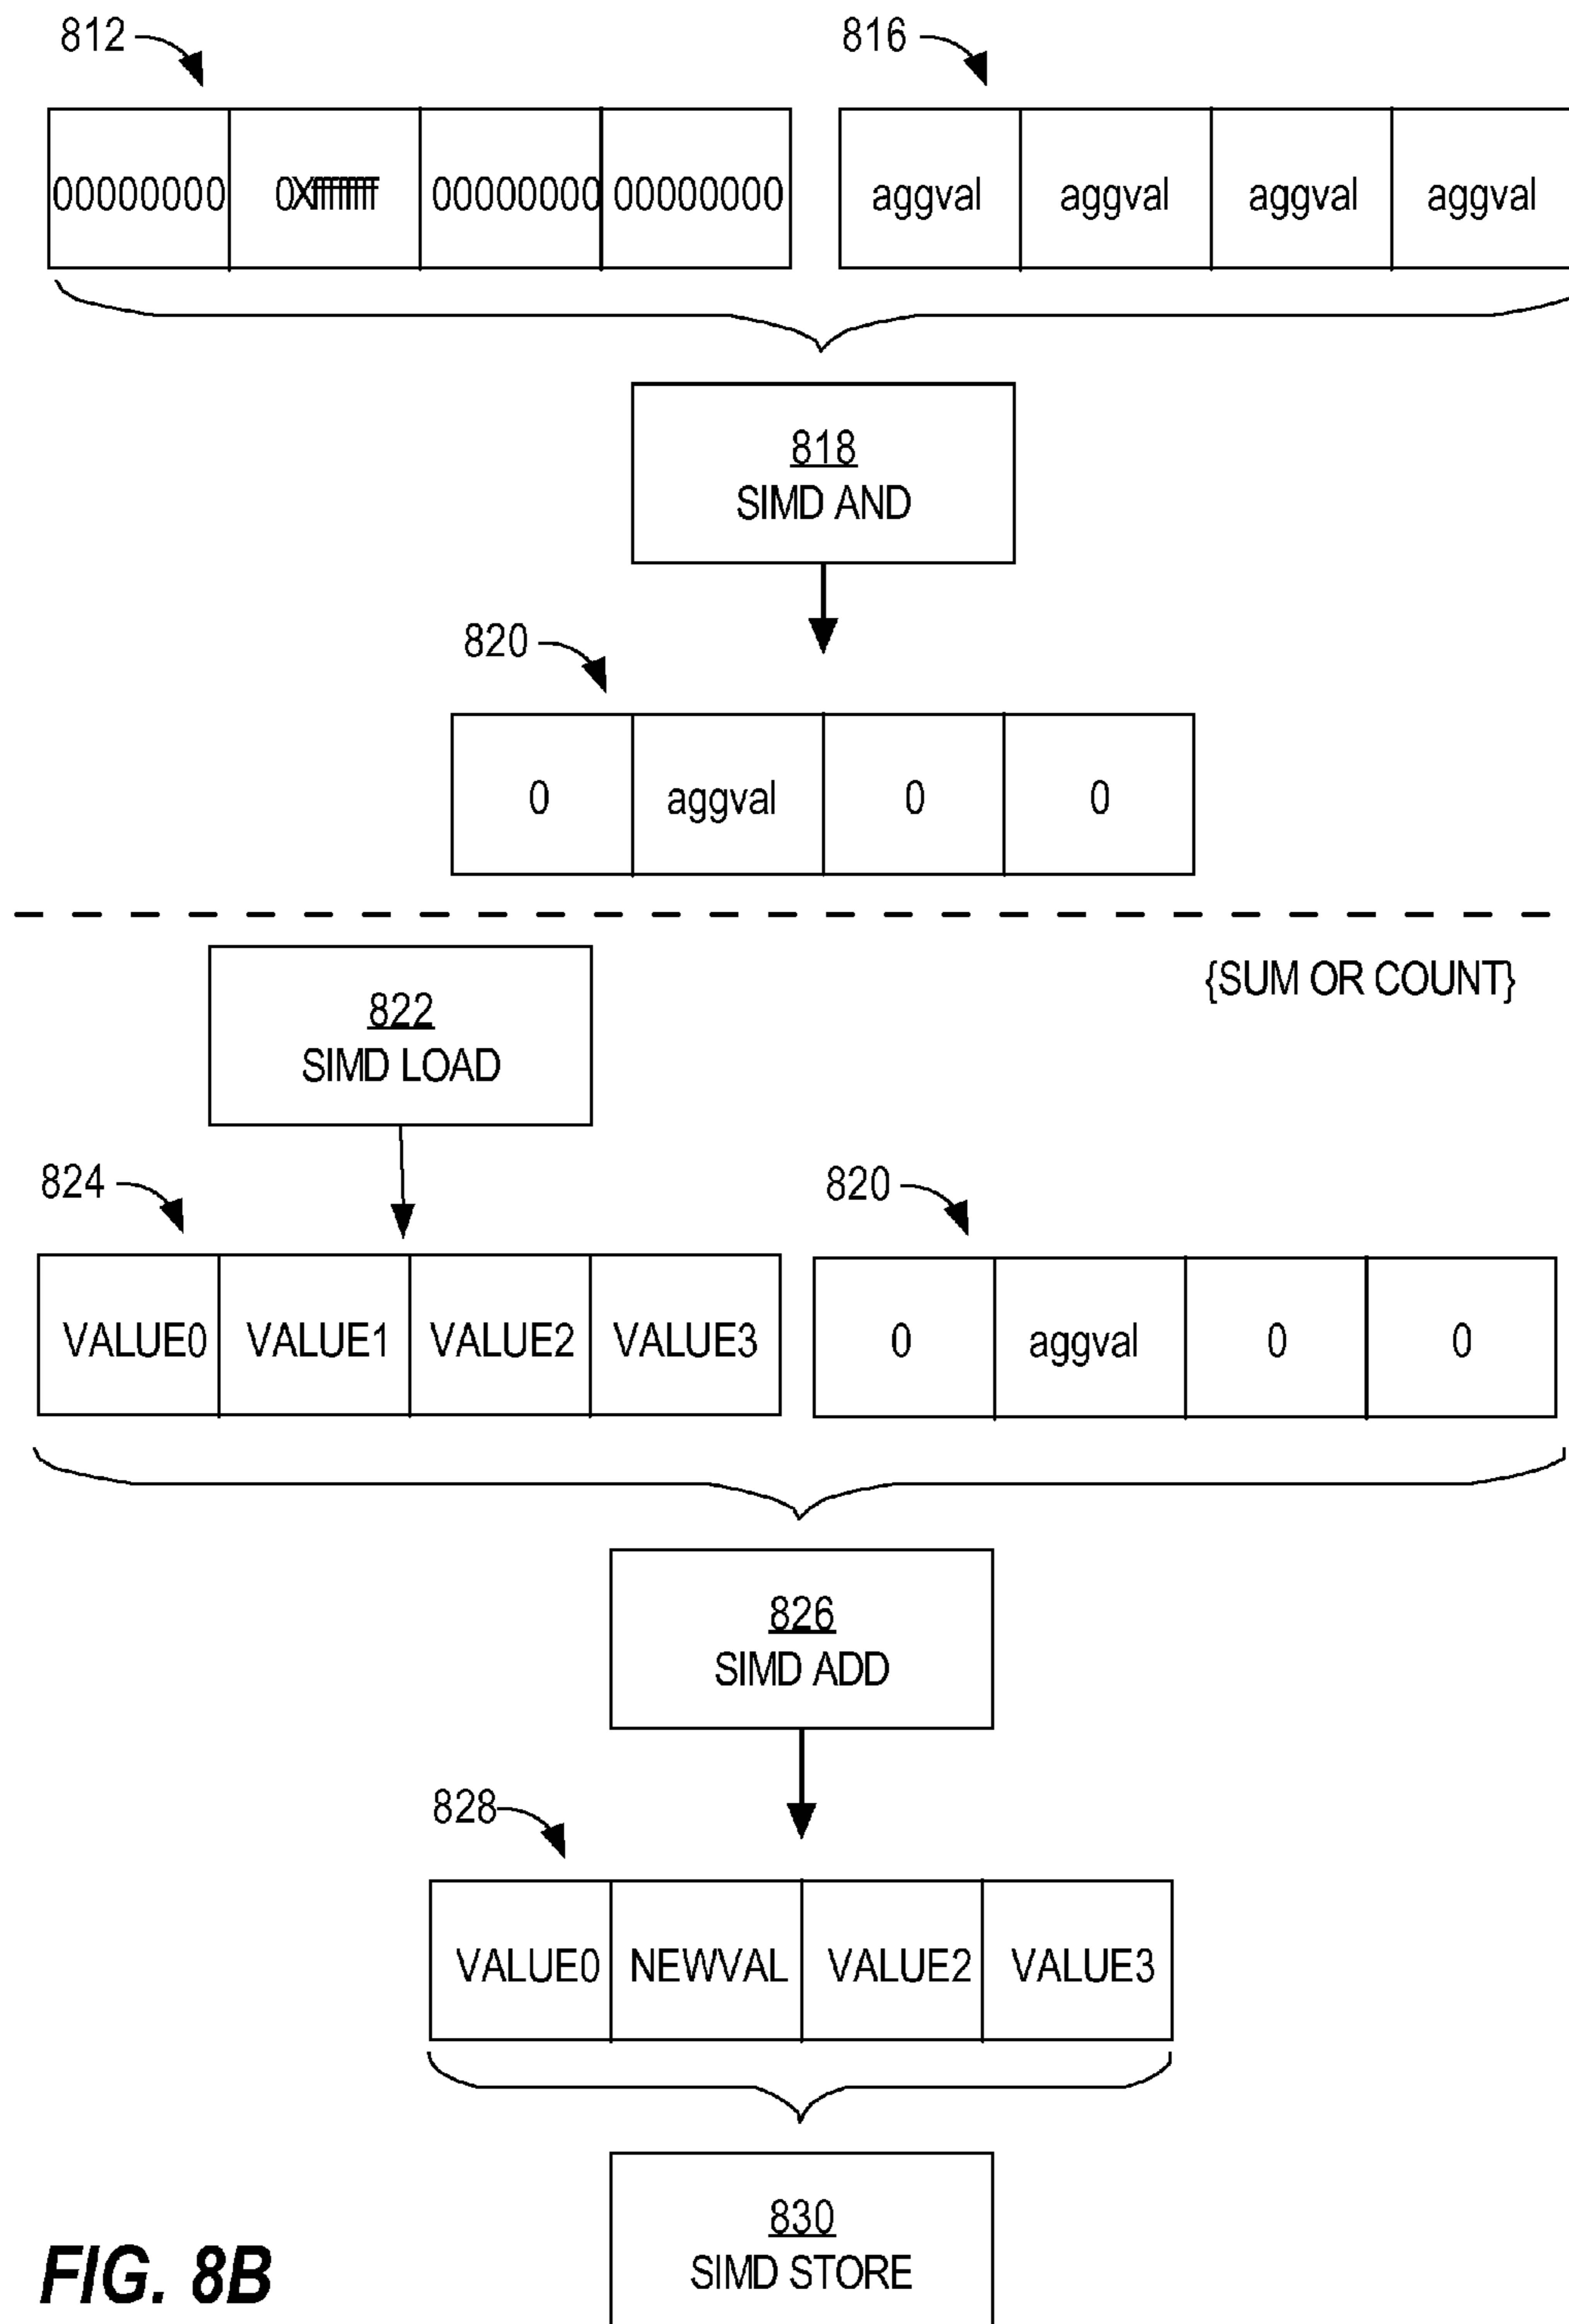 812 816
00000000 0Xffffffff 00000000 00000000 aggval aggval aggval aggval
818
SIMD AND
820
0 aggval 0 0
{SUM OR COUNT}
822
SIMD LOAD
824 820
VALUE0 VALUE1 VALUE2 VALUE3 0 aggval 0 0
826
SIMD ADD
828
VALUE0 NEWVAL VALUE2 VALUE3
830
SIMD STORE
FIG. 8B